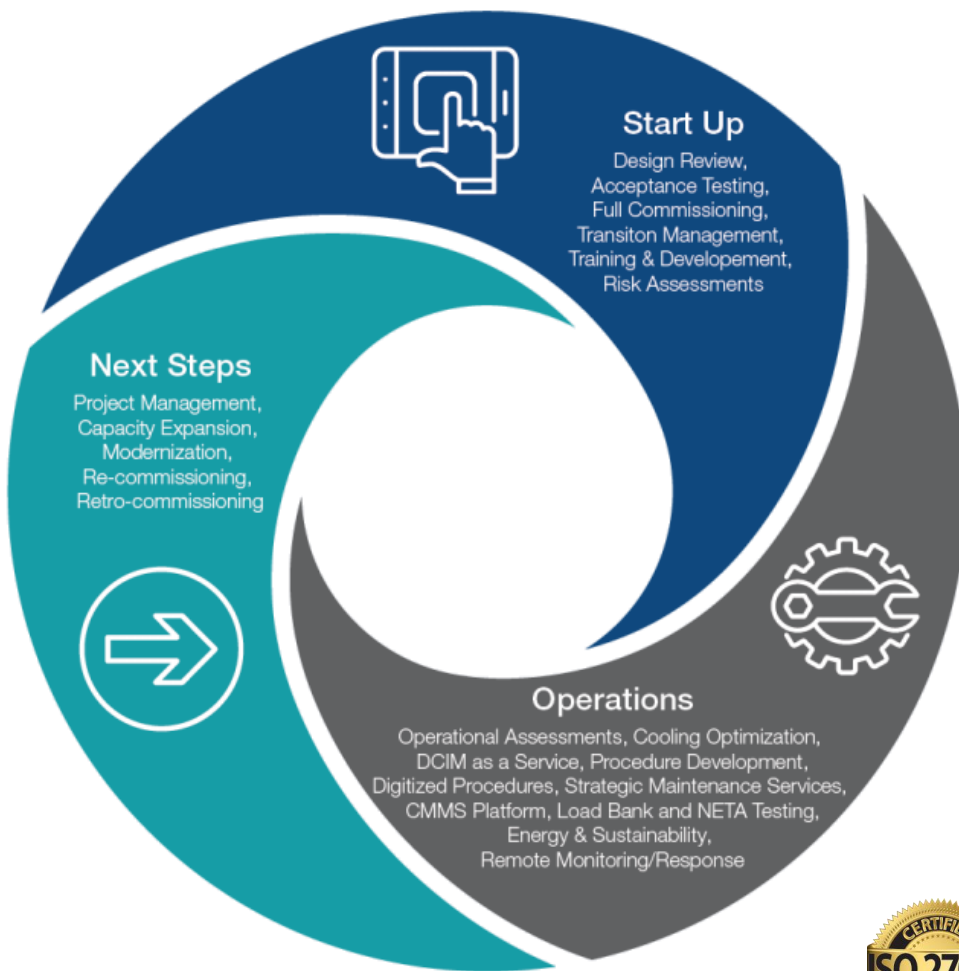 Start Up
Design Review,
Acceptance Testing,
Full Commissioning,
Transiton Management,
Training & Developement,
Risk Assessments
Next Steps
Project Management,
Capacity Expansion,
Modernization,
Re-commissioning,
Retro-commissioning
Operations
Operational Assessments, Cooling Optimization,
DCIM as a Service, Procedure Development,
Digitized Procedures, Strategic Maintenance Services,
CMMS Platform, Load Bank and NETA Testing,
Energy & Sustainability,
Remote Monitoring/Response
ISO